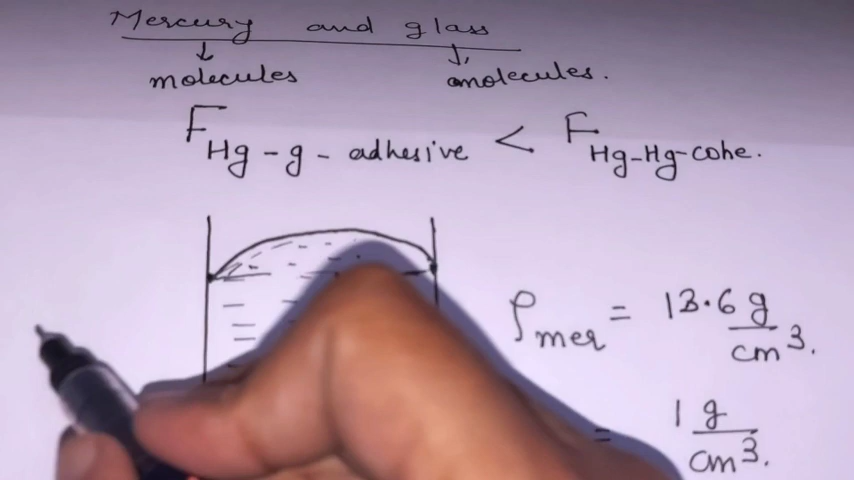 Mercury and glass
↓ ↓
molecules molecules.
F Hg-g- adhesive < F Hg-Hg-cohe.
ρ mer = 13.6 g/cm³.
= 1 g/cm³.